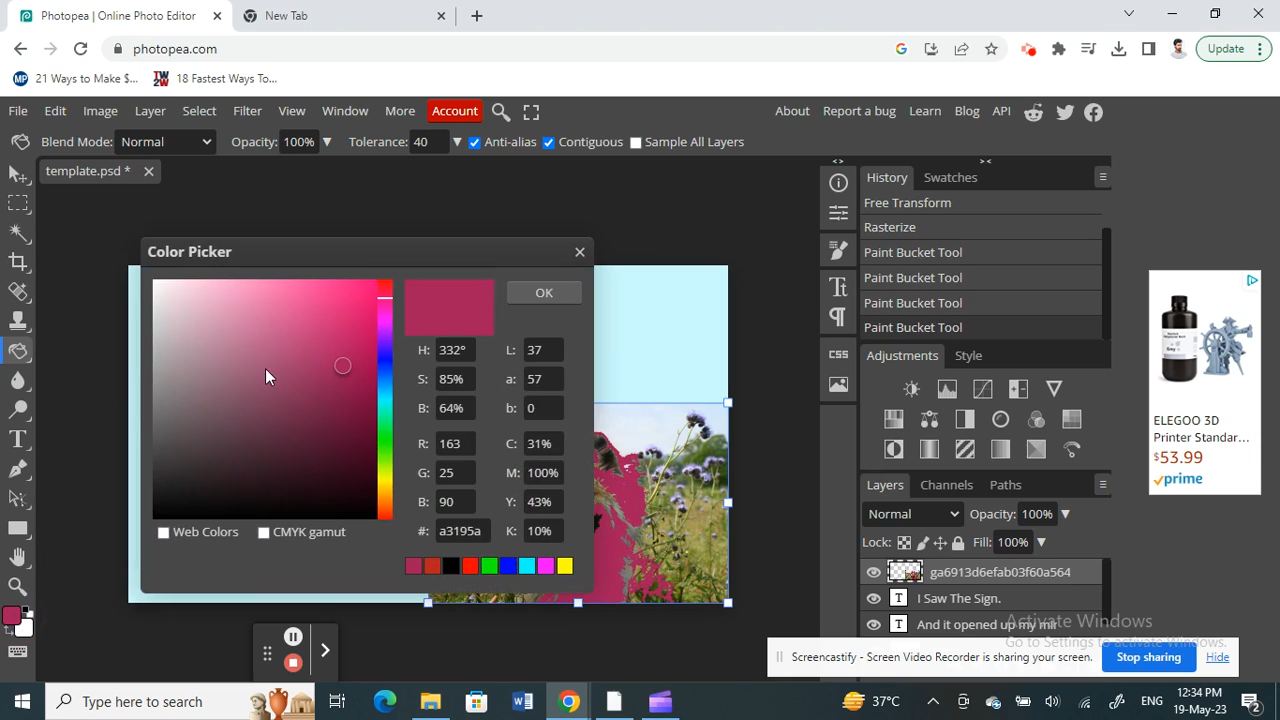 Photopea | Online Photo Editor
New Tab
photopea.com
Update
21 Ways to Make $...
18 Fastest Ways To...
File Edit Image Layer Select Filter View Window More Account
About Report a bug Learn Blog API
Blend Mode: Normal Opacity: 100% Tolerance: 40 Anti-alias Contiguous Sample All Layers
template.psd *
History Swatches
Free Transform
Rasterize
Paint Bucket Tool
Paint Bucket Tool
Paint Bucket Tool
Paint Bucket Tool
Color Picker
OK
H: 332° L: 37
S: 85% a: 57
B: 64% b: 0
R: 163 C: 31%
G: 25 M: 100%
B: 90 Y: 43%
#: a3195a K: 10%
Web Colors CMYK gamut
CSS
Adjustments Style
Layers Channels Paths
Normal Opacity: 100%
Lock: Fill: 100%
ga6913d6efab03f60a564
T I Saw The Sign.
T And it opened up my mir
ELEGOO 3D
Printer Standar...
$53.99
prime
Activate Windows
Go to Settings to activate Windows.
Screencastify - Screen Video Recorder is sharing your screen. Stop sharing Hide
Type here to search
37°C
ENG
12:34 PM
19-May-23
2